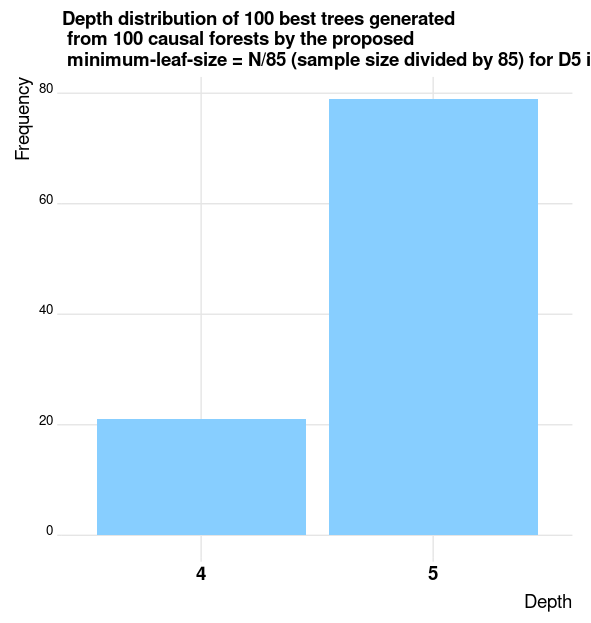 Depth distribution of 100 best trees generated
from 100 causal forests by the proposed
minimum-leaf-size = N/85 (sample size divided by 85) for D5 i
Frequency
80
60
40
20
0
4 5
Depth